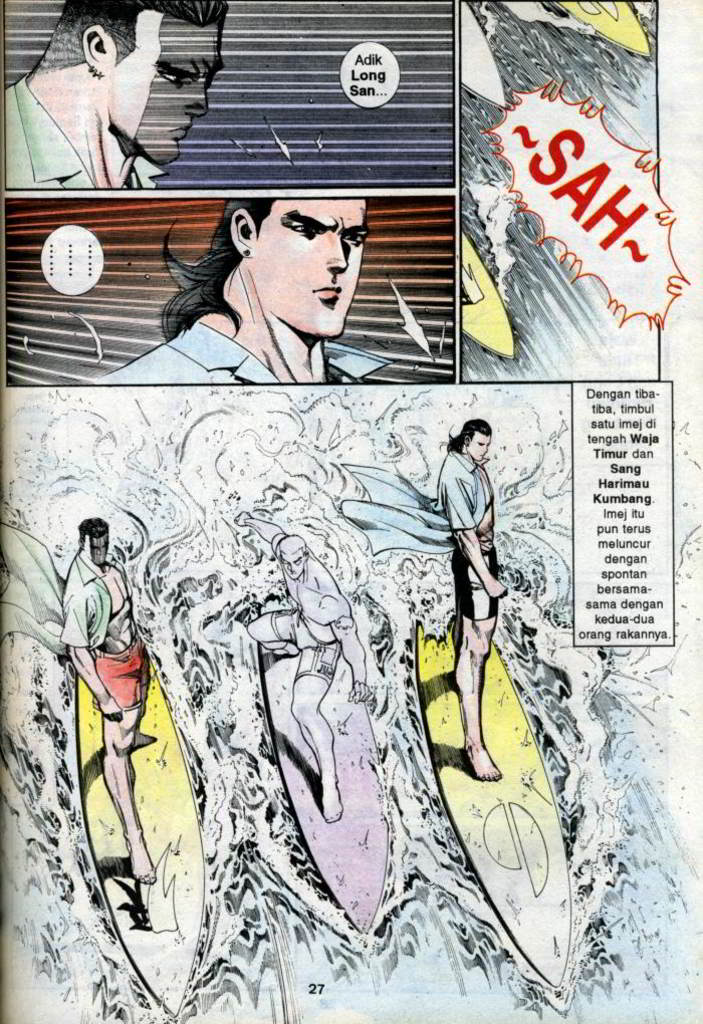 Adik
Long
San...
~SAH~
Dengan tiba-
tiba, timbul
satu imej di
tengah Waja
Timur dan
Sang
Harimau
Kumbang.
Imej itu
pun terus
meluncur
dengan
spontan
bersama-
sama dengan
kedua-dua
orang rakannya.
27